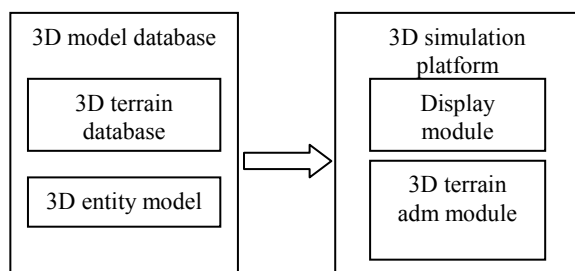 3D model database
3D terrain
database
3D entity model
3D simulation
platform
Display
module
3D terrain
adm module